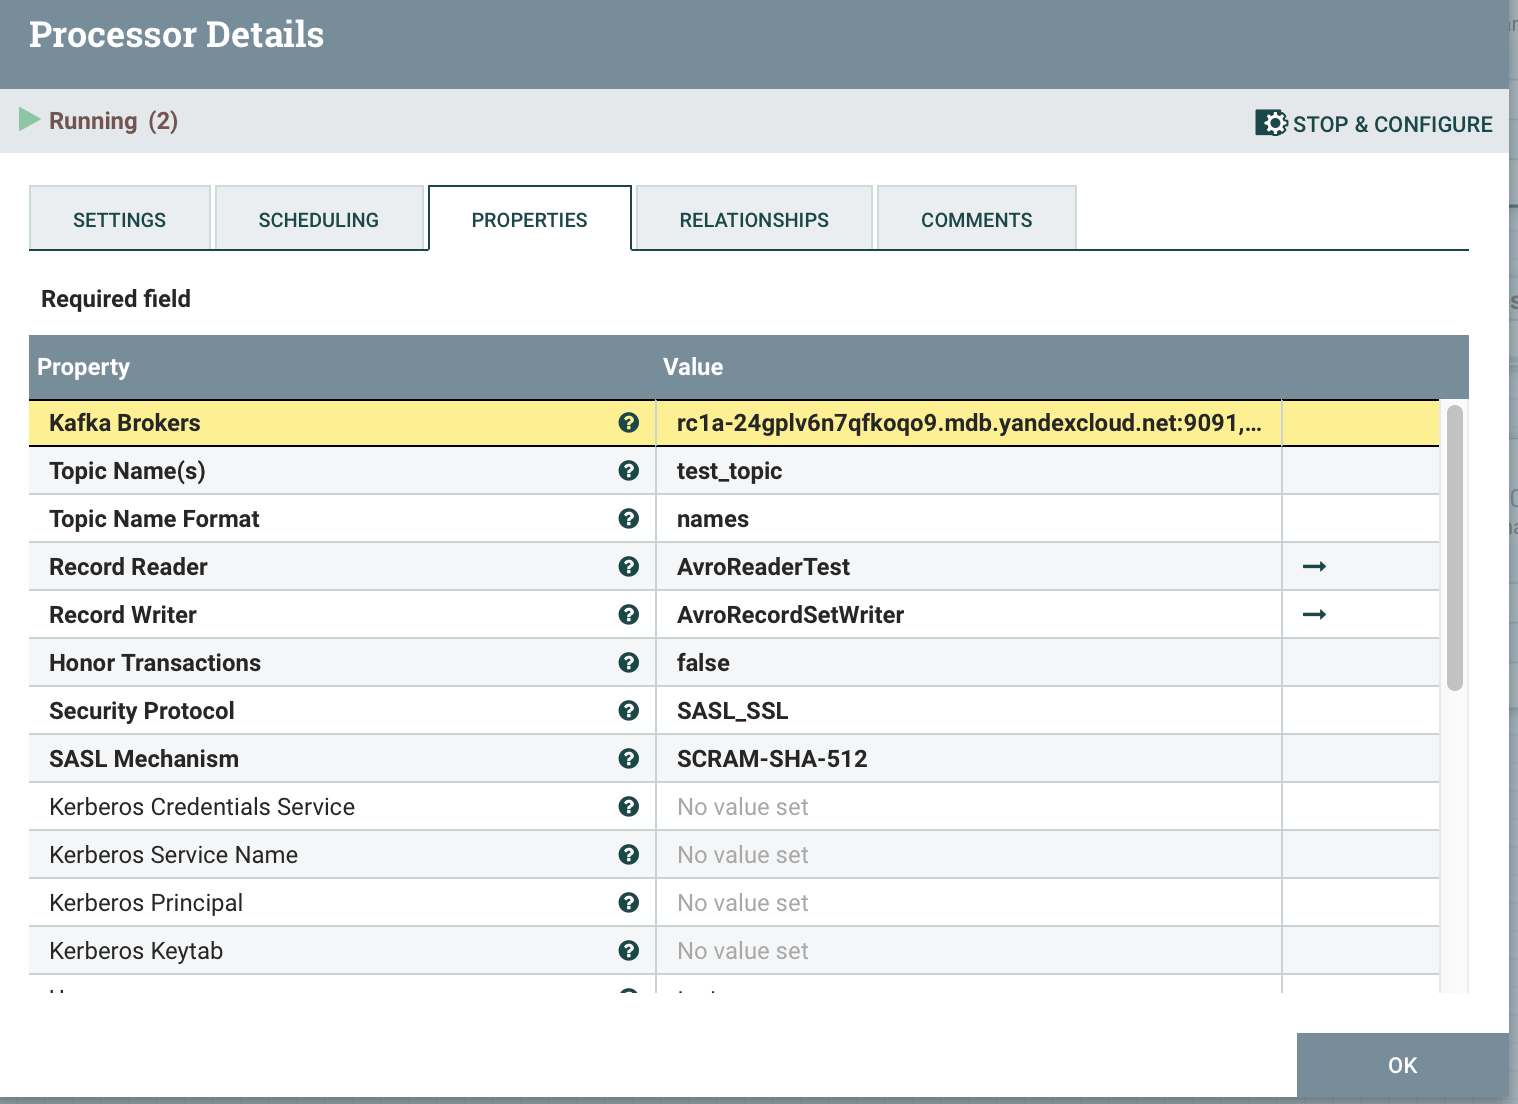 Processor Details
Running (2)
STOP & CONFIGURE
SETTINGS
SCHEDULING
PROPERTIES
RELATIONSHIPS
COMMENTS
Required field
Property Value
Kafka Brokers ? rc1a-24gplv6n7qfkoqo9.mdb.yandexcloud.net:9091,...
Topic Name(s) ? test_topic
Topic Name Format ? names
Record Reader ? AvroReaderTest
Record Writer ? AvroRecordSetWriter
Honor Transactions ? false
Security Protocol ? SASL_SSL
SASL Mechanism ? SCRAM-SHA-512
Kerberos Credentials Service ? No value set
Kerberos Service Name ? No value set
Kerberos Principal ? No value set
Kerberos Keytab ? No value set
OK